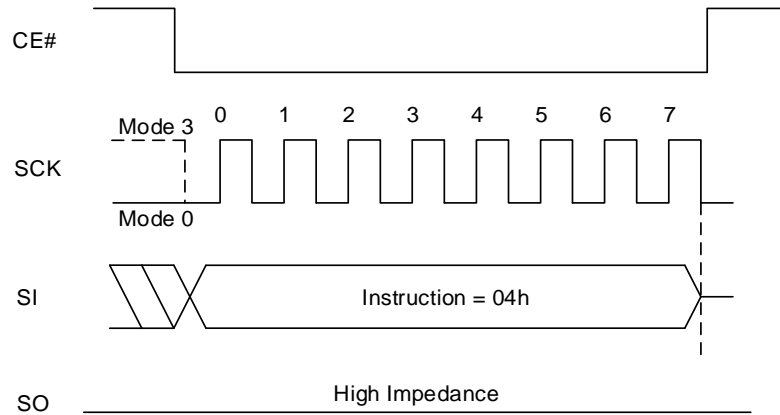 CE#
0 1 2 3 4 5 6 7
Mode 3
SCK
Mode 0
SI
Instruction = 04h
High Impedance
SO